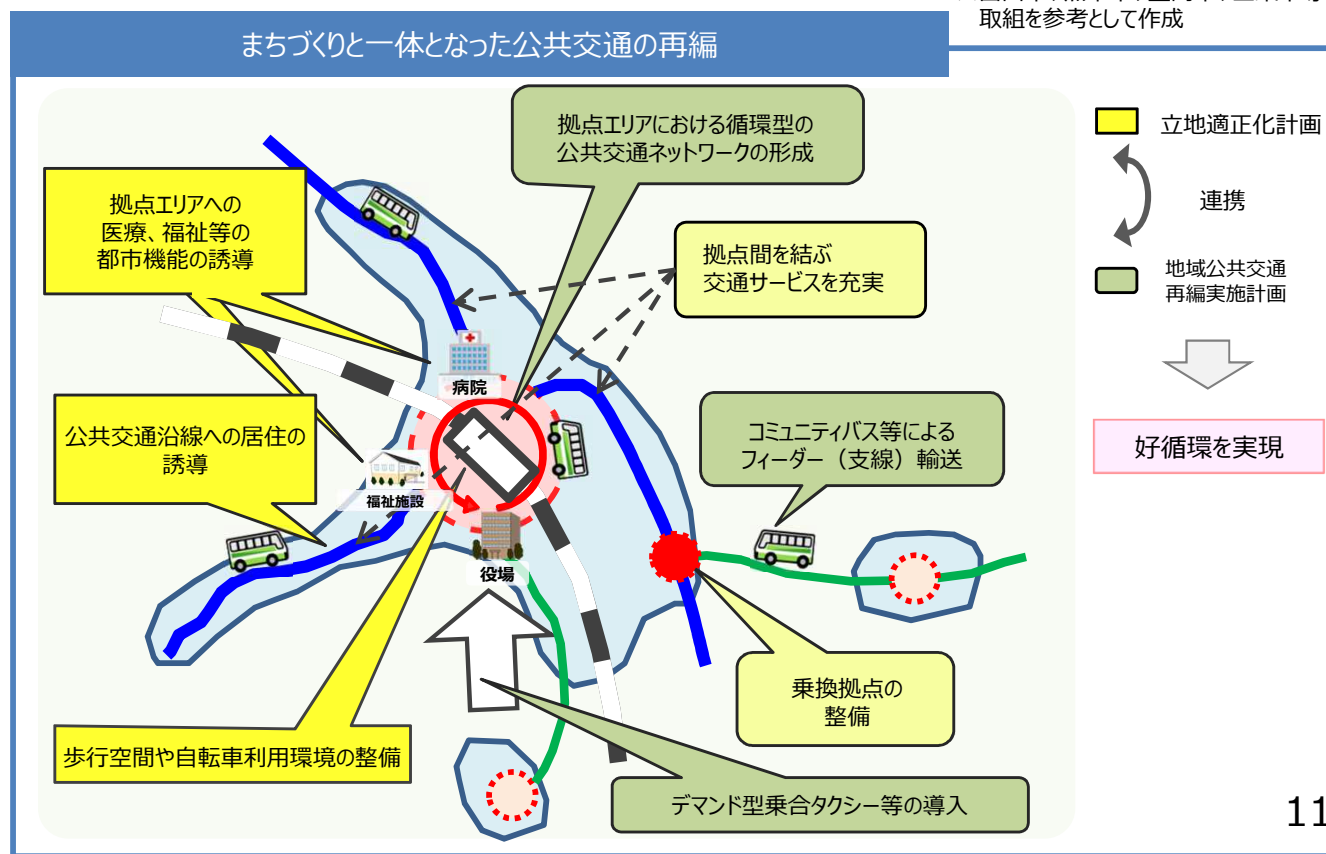 取組を参考として作成
まちづくりと一体となった公共交通の再編
拠点エリアにおける循環型の
公共交通ネットワークの形成
立地適正化計画
連携
地域公共交通
再編実施計画
好循環を実現
拠点エリアへの
医療、福祉等の
都市機能の誘導
拠点間を結ぶ
交通サービスを充実
病院
公共交通沿線への居住の
誘導
福祉施設
コミュニティバス等による
フィーダー（支線）輸送
役場
乗換拠点の
整備
歩行空間や自転車利用環境の整備
デマンド型乗合タクシー等の導入
11